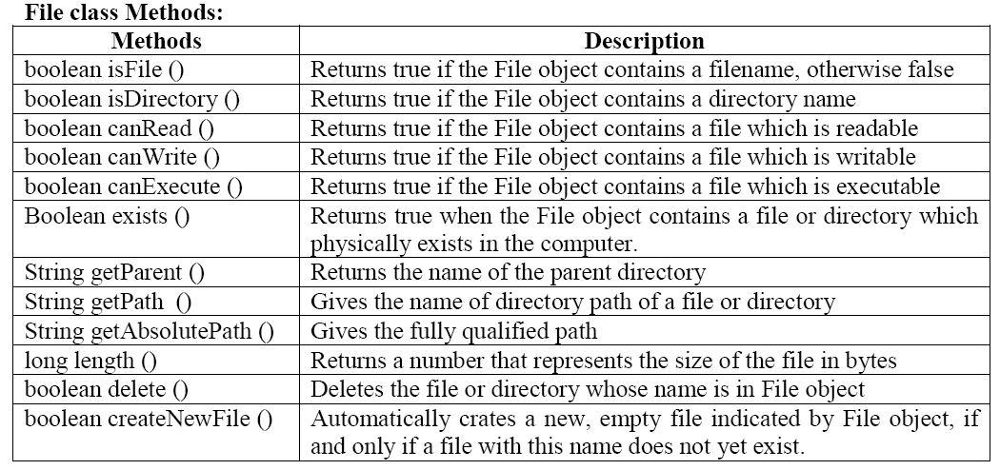 File class Methods:
Methods Description
boolean isFile () Returns true if the File object contains a filename, otherwise false
boolean isDirectory () Returns true if the File object contains a directory name
boolean canRead () Returns true if the File object contains a file which is readable
boolean canWrite () Returns true if the File object contains a file which is writable
boolean canExecute () Returns true if the File object contains a file which is executable
Boolean exists () Returns true when the File object contains a file or directory which
physically exists in the computer.
String getParent () Returns the name of the parent directory
String getPath () Gives the name of directory path of a file or directory
String getAbsolutePath () Gives the fully qualified path
long length () Returns a number that represents the size of the file in bytes
boolean delete () Deletes the file or directory whose name is in File object
boolean createNewFile () Automatically crates a new, empty file indicated by File object, if
and only if a file with this name does not yet exist.